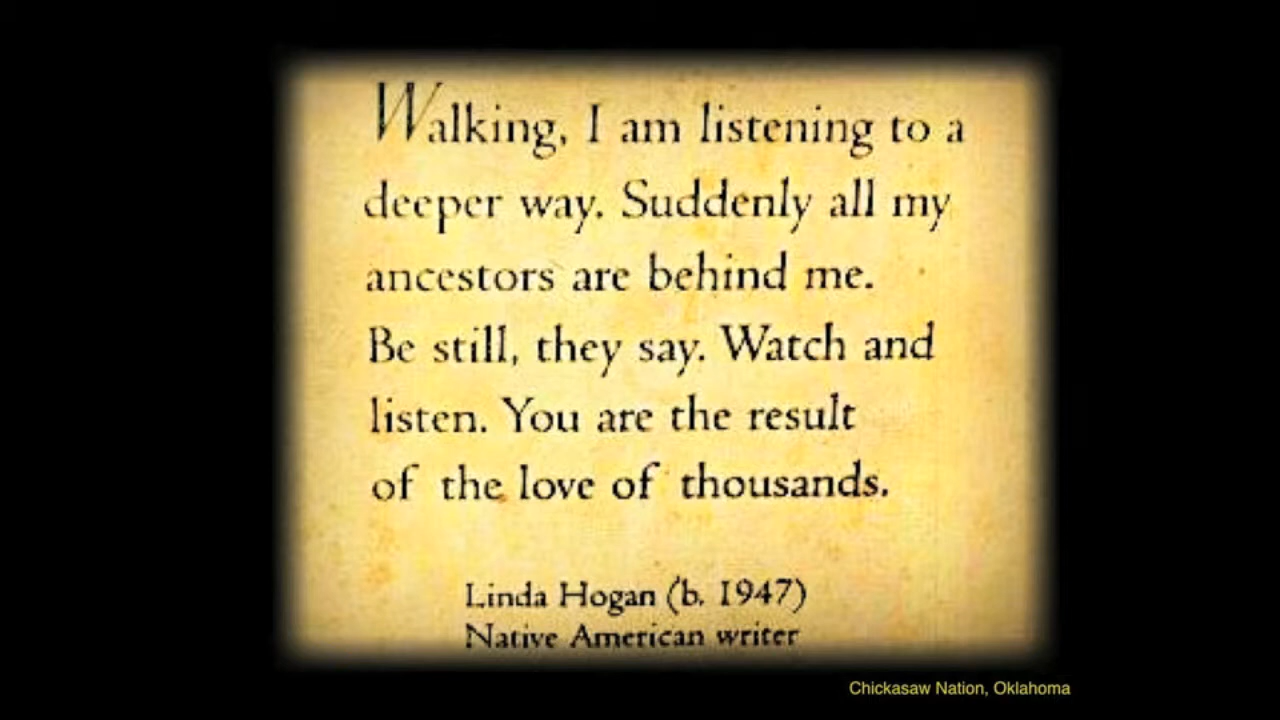 Walking, I am listening to a
deeper way. Suddenly all my
ancestors are behind me.
Be still, they say. Watch and
listen. You are the result
of the love of thousands.
Linda Hogan (b. 1947)
Native American writer
Chickasaw Nation, Oklahoma